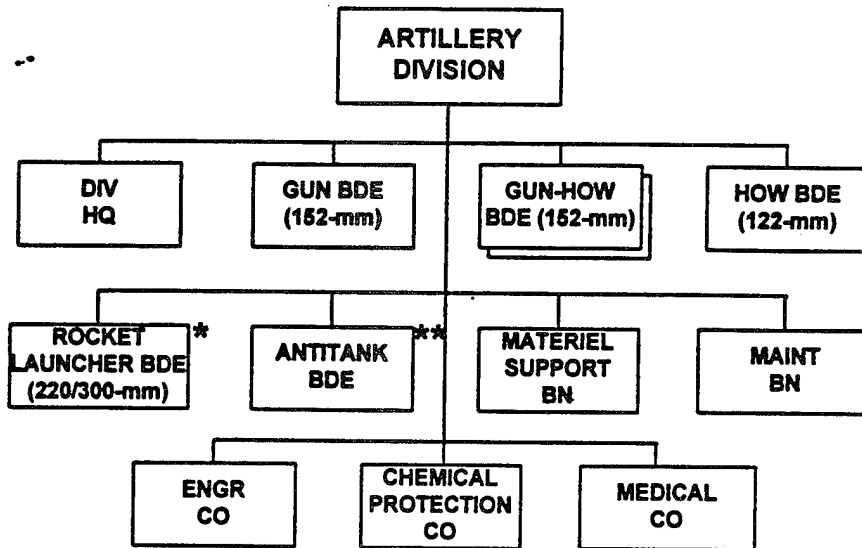 ARTILLERY
DIVISION
DIV
HQ
GUN BDE
(152-mm)
GUN-HOW
BDE (152-mm)
HOW BDE
(122-mm)
ROCKET
LAUNCHER BDE
(220/300-mm)
*
ANTITANK
BDE
**
MATERIEL
SUPPORT
BN
MAINT
BN
ENGR
CO
CHEMICAL
PROTECTION
CO
MEDICAL
CO